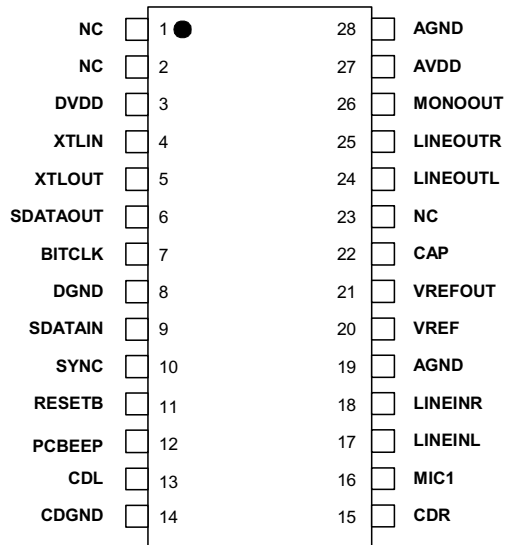 NC 1 28 AGND
NC 2 27 AVDD
DVDD 3 26 MONOOUT
XTLIN 4 25 LINEOUTR
XTLOUT 5 24 LINEOUTL
SDATAOUT 6 23 NC
BITCLK 7 22 CAP
DGND 8 21 VREFOUT
SDATAIN 9 20 VREF
SYNC 10 19 AGND
RESETB 11 18 LINEINR
PCBEEP 12 17 LINEINL
CDL 13 16 MIC1
CDGND 14 15 CDR